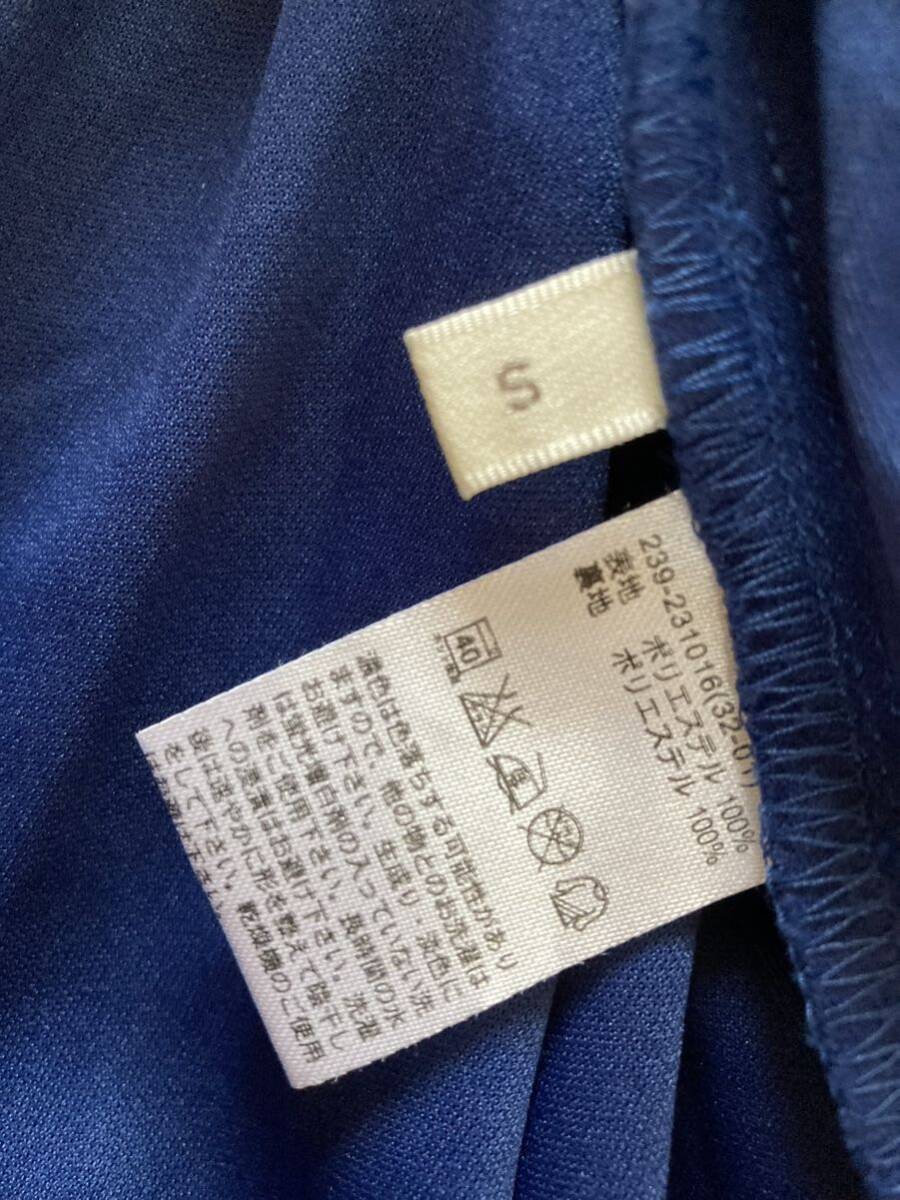 S
239-231016(32-01)
表地 ポリエステル 100%
裏地 ポリエステル 100%
40
濃色は色落ちする可能性があり
ますので、他の物とのお洗濯は
お避け下さい。生成り・淡色に
は蛍光増白剤の入っていない洗
剤をご使用下さい。長時間の水
への浸漬はお避け下さい。洗濯
後は速やかに形を整えて陰干し
をして下さい。乾燥機のご使用